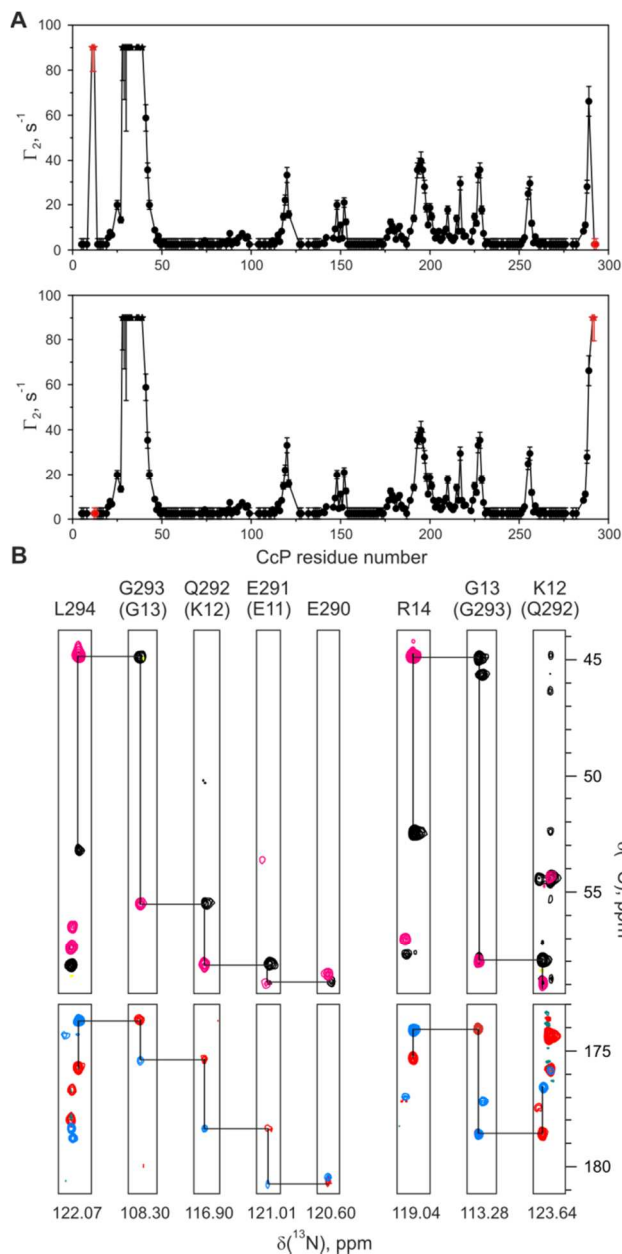 A
100
80
60
40
20
0
Γ₂, s⁻¹
0 50 100 150 200 250 300
100
80
60
40
20
0
Γ₂, s⁻¹
0 50 100 150 200 250 300
CcP residue number
B
L294 G293 (G13) Q292 (K12) E291 (E11) E290 R14 G13 (G293) K12 (Q292)
45
50
55
ppm
175
180
122.07 108.30 116.90 121.01 120.60 119.04 113.28 123.64
δ(¹³N), ppm